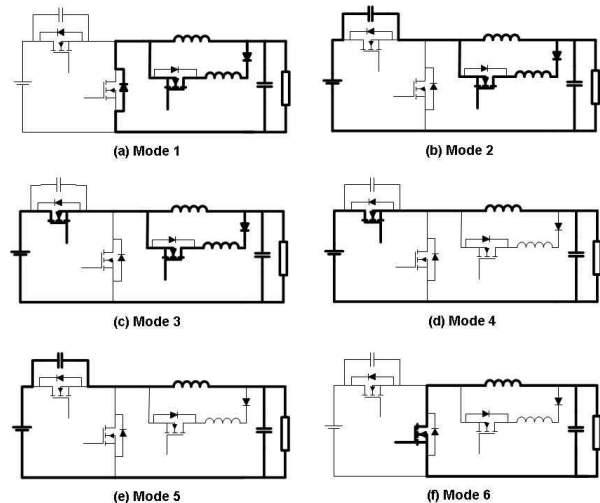 (a) Mode 1
(b) Mode 2
(c) Mode 3
(d) Mode 4
(e) Mode 5
(f) Mode 6